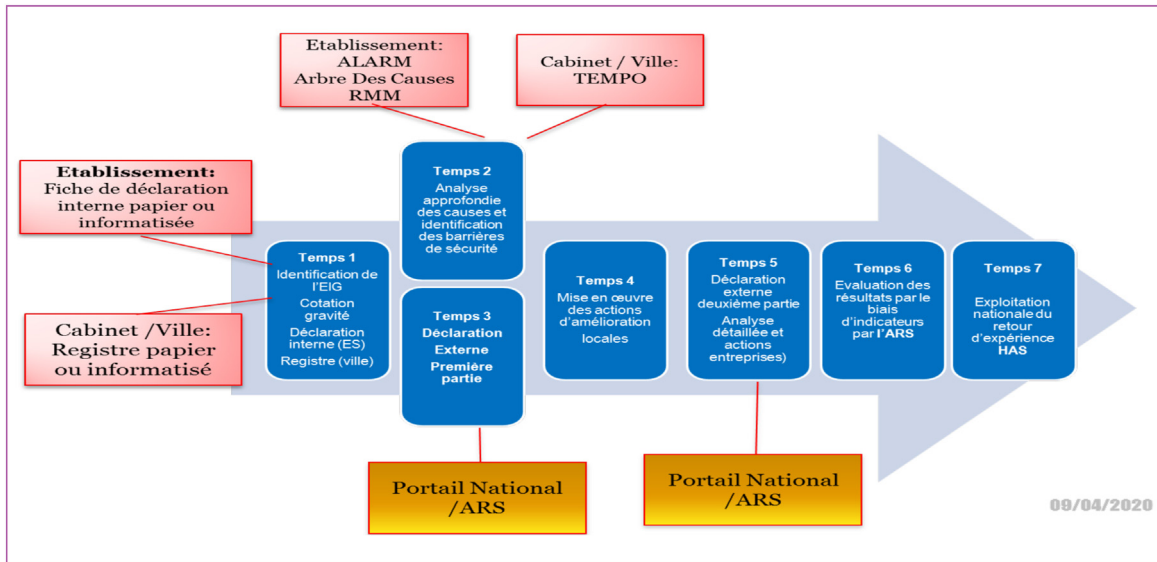 Etablissement:
ALARM
Arbre Des Causes
RMM
Cabinet / Ville:
TEMPO
Etablissement:
Fiche de déclaration
interne papier ou
informatisée
Cabinet /Ville:
Registre papier
ou informatisé
Temps 1
Identification de
l'EIG
Cotation
gravité
Déclaration
interne (ES)
Registre (ville)
Temps 2
Analyse
approfondie
des causes et
identification
des barrières
de sécurité
Temps 3
Déclaration
Externe
Première
partie
Temps 4
Mise en œuvre
des actions
d'amélioration
locales
Temps 5
Déclaration
externe
deuxième partie
Analyse
détaillée et
actions
entreprises)
Temps 6
Evaluation des
résultats par le
biais
d'indicateurs
par l'ARS
Temps 7
Exploitation
nationale du
retour
d'expérience
HAS
Portail National
/ARS
Portail National
/ARS
09/04/2020